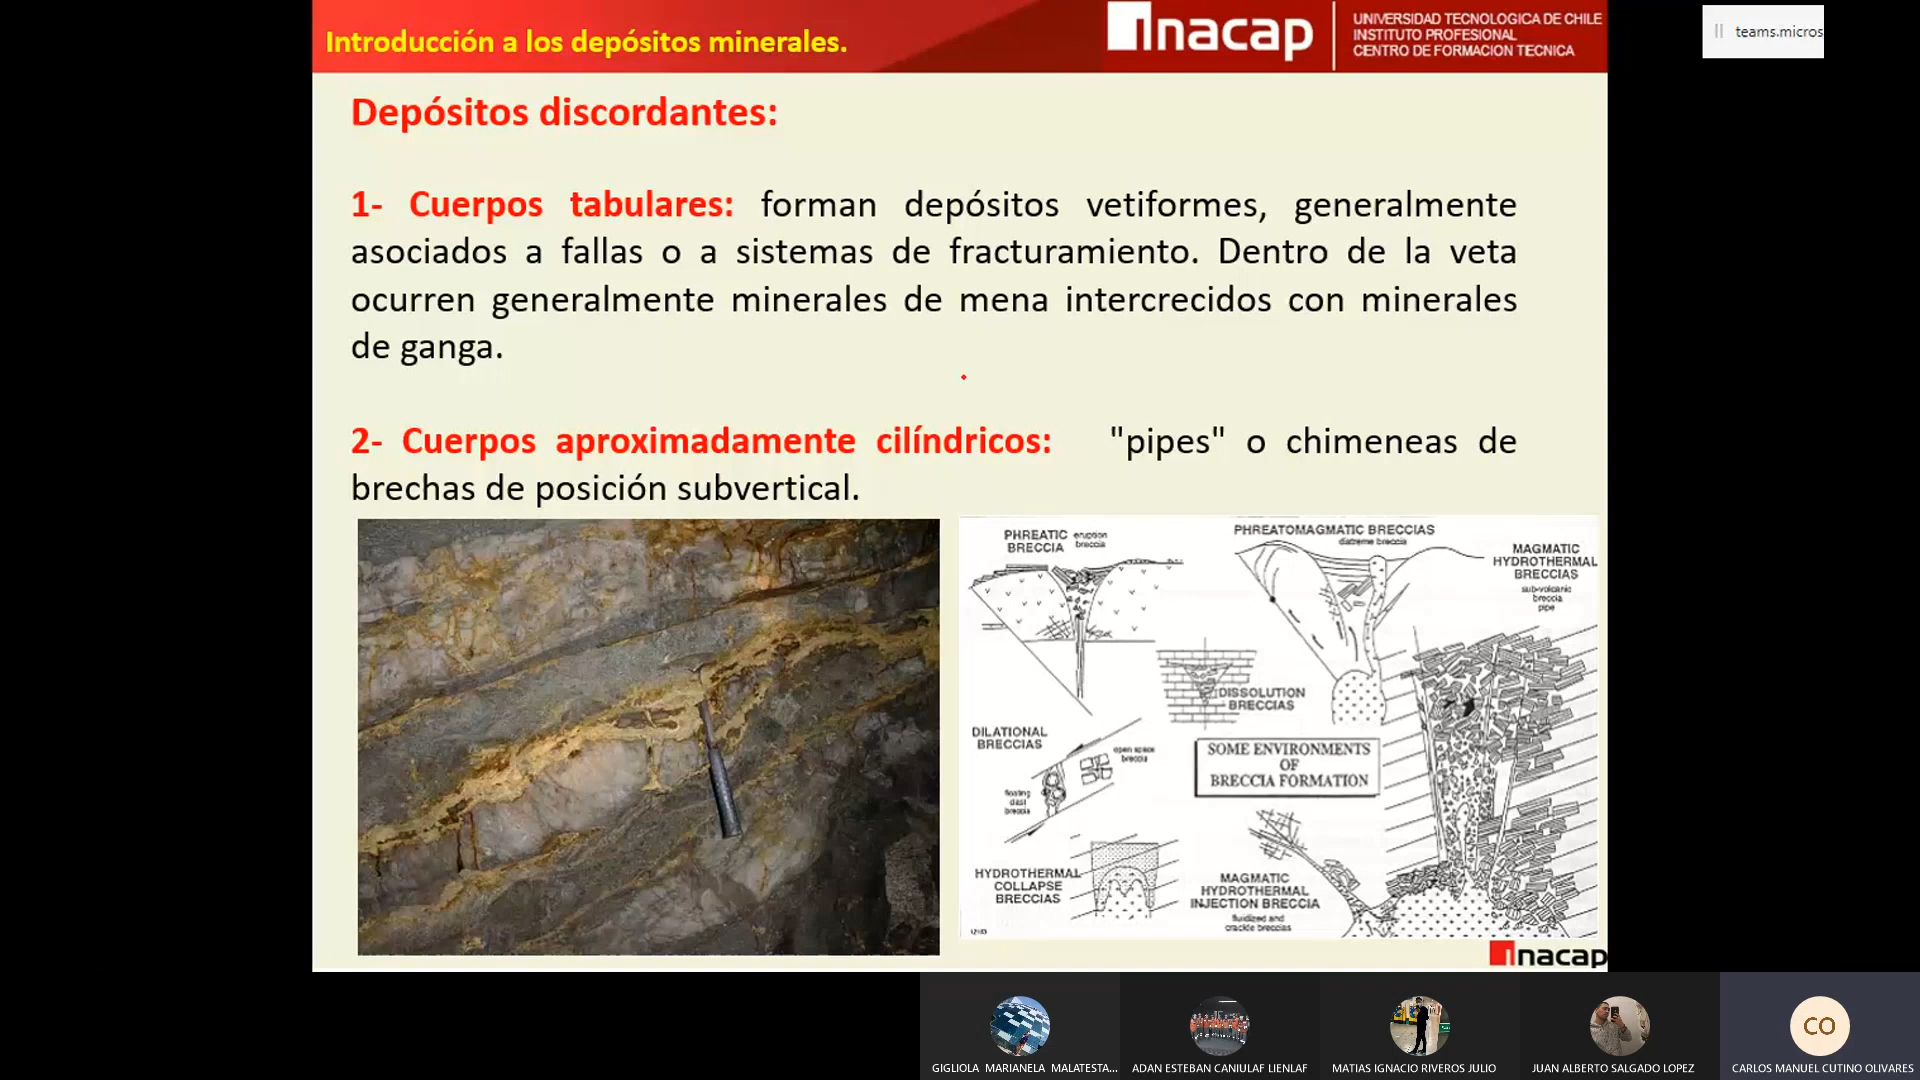 Introducción a los depósitos minerales.
Inacap
UNIVERSIDAD TECNOLOGICA DE CHILE
INSTITUTO PROFESIONAL
CENTRO DE FORMACION TECNICA
teams.micros
Depósitos discordantes:
1- Cuerpos tabulares: forman depósitos vetiformes, generalmente
asociados a fallas o a sistemas de fracturamiento. Dentro de la veta
ocurren generalmente minerales de mena intercrecidos con minerales
de ganga.
2- Cuerpos aproximadamente cilíndricos: "pipes" o chimeneas de
brechas de posición subvertical.
PHREATIC
BRECCIA
eruption
breccia
PHREATOMAGMATIC BRECCIAS
diatreme breccia
MAGMATIC
HYDROTHERMAL
BRECCIAS
sub-volcanic
breccia
pipe
DISSOLUTION
BRECCIAS
DILATIONAL
BRECCIAS
open space
breccia
floating
clast
breccia
SOME ENVIRONMENTS
OF
BRECCIA FORMATION
HYDROTHERMAL
COLLAPSE
BRECCIAS
MAGMATIC
HYDROTHERMAL
INJECTION BRECCIA
fluidized and
crackle breccias
Inacap
GIGLIOLA MARIANELA MALATESTA...
ADAN ESTEBAN CANIULAF LIENLAF
MATIAS IGNACIO RIVEROS JULIO
JUAN ALBERTO SALGADO LOPEZ
CO
CARLOS MANUEL CUTINO OLIVARES